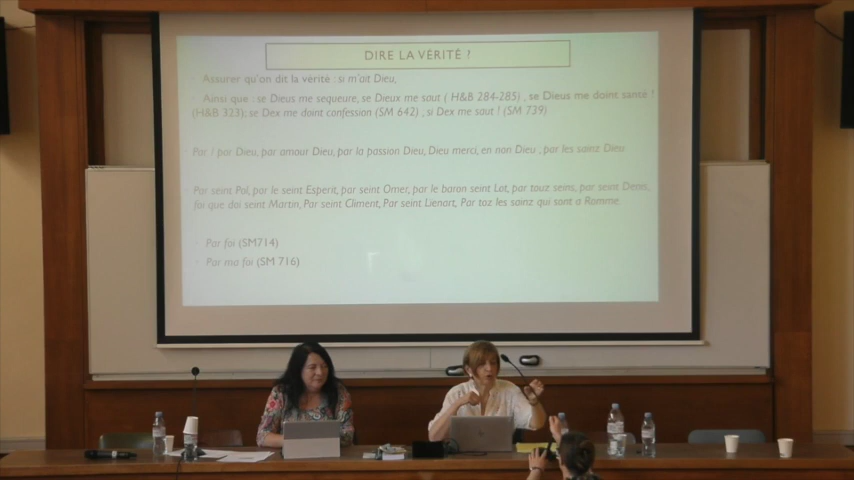 DIRE LA VÉRITÉ ?
Assurer qu'on dit la vérité : si m'ait Dieu,
Ainsi que : se Dieus me sequeure, se Dieux me saut ( H&B 284-285) , se Dieus me doint santé !
(H&B 323); se Dex me doint confession (SM 642) , si Dex me saut ! (SM 739)
Par / por Dieu, par amour Dieu, par la passion Dieu, Dieu merci, en non Dieu , par les sainz Dieu
Par seint Pol, par le seint Esperit, par seint Omer, par le baron seint Lot, par touz seins, par seint Denis,
foi que doi seint Martin, Par seint Climent, Par seint Lienart, Par toz les sainz qui sont a Romme.
Par foi (SM714)
Par ma foi (SM 716)